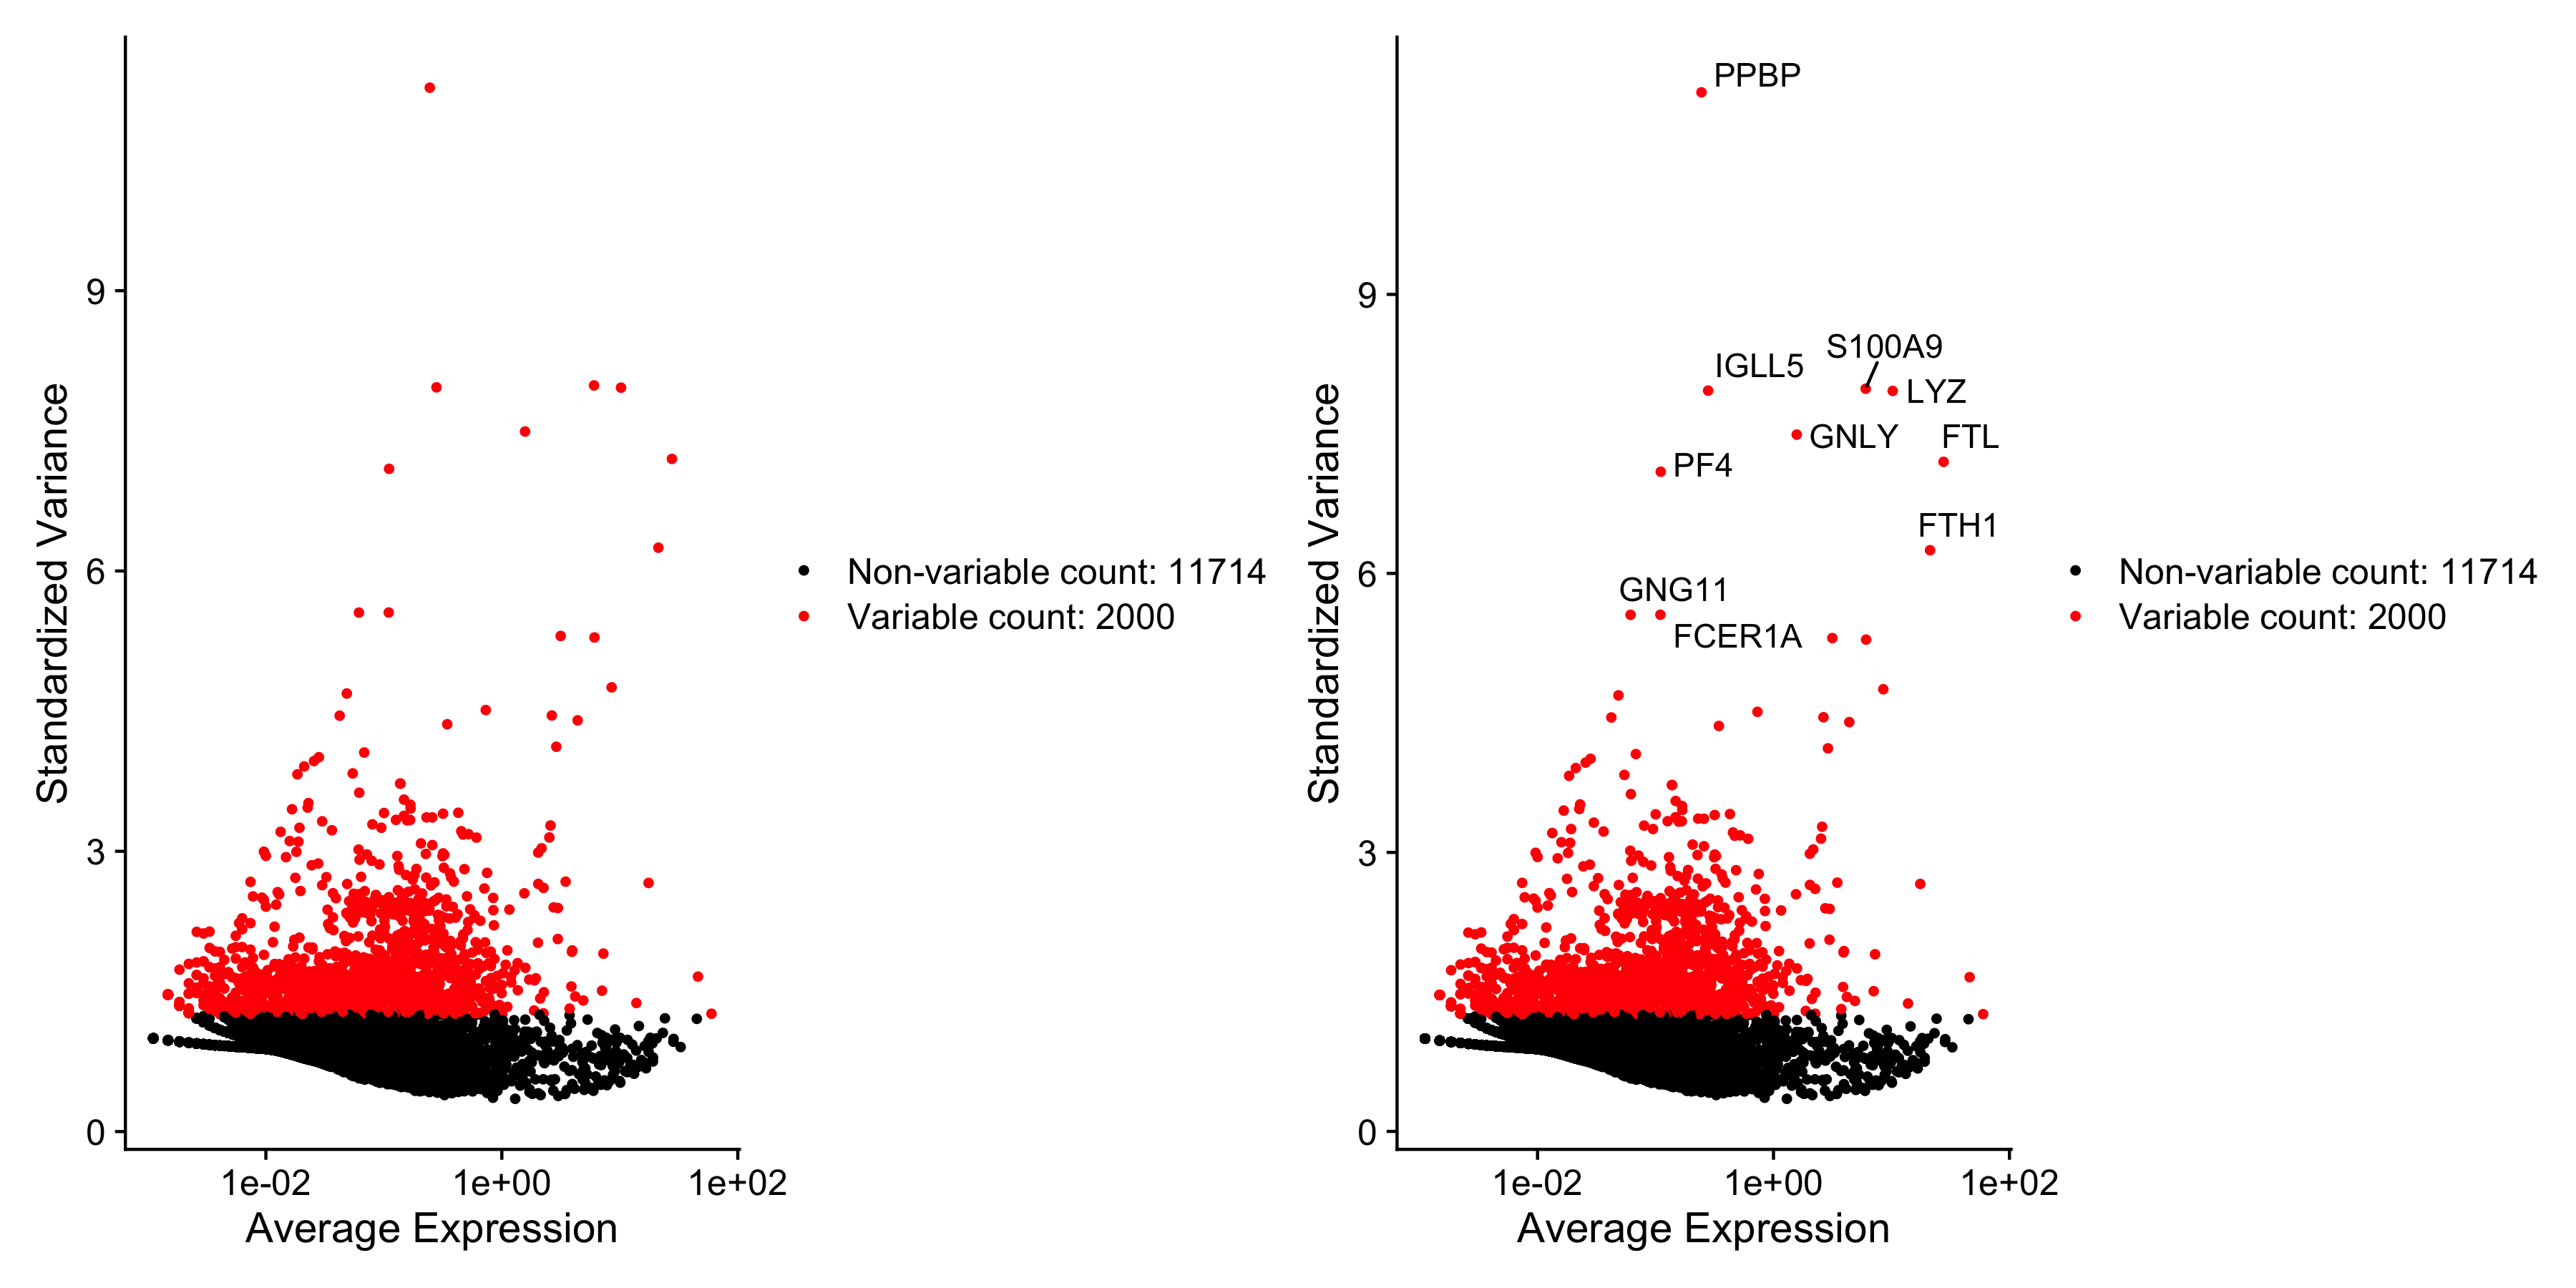 Standardized Variance
9
6
3
0
1e-02
1e+00
1e+02
Average Expression
Non-variable count: 11714
Variable count: 2000
Standardized Variance
9
6
3
0
PPBP
S100A9
IGLL5
LYZ
GNLY
FTL
PF4
FTH1
GNG11
FCER1A
1e-02
1e+00
1e+02
Average Expression
Non-variable count: 11714
Variable count: 2000